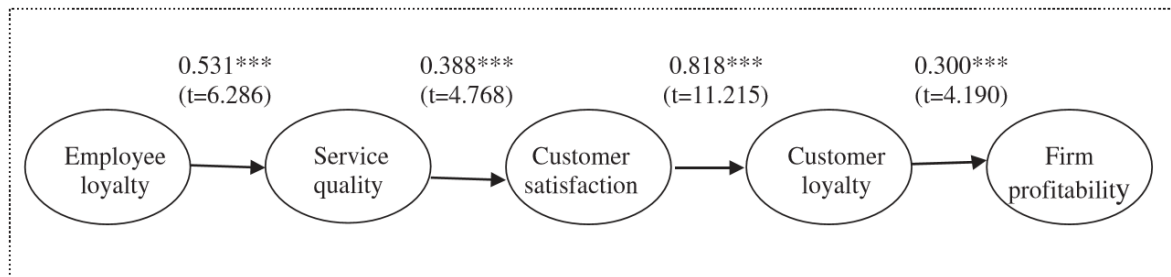 0.531***
(t=6.286)
0.388***
(t=4.768)
0.818***
(t=11.215)
0.300***
(t=4.190)
Employee
loyalty
Service
quality
Customer
satisfaction
Customer
loyalty
Firm
profitability